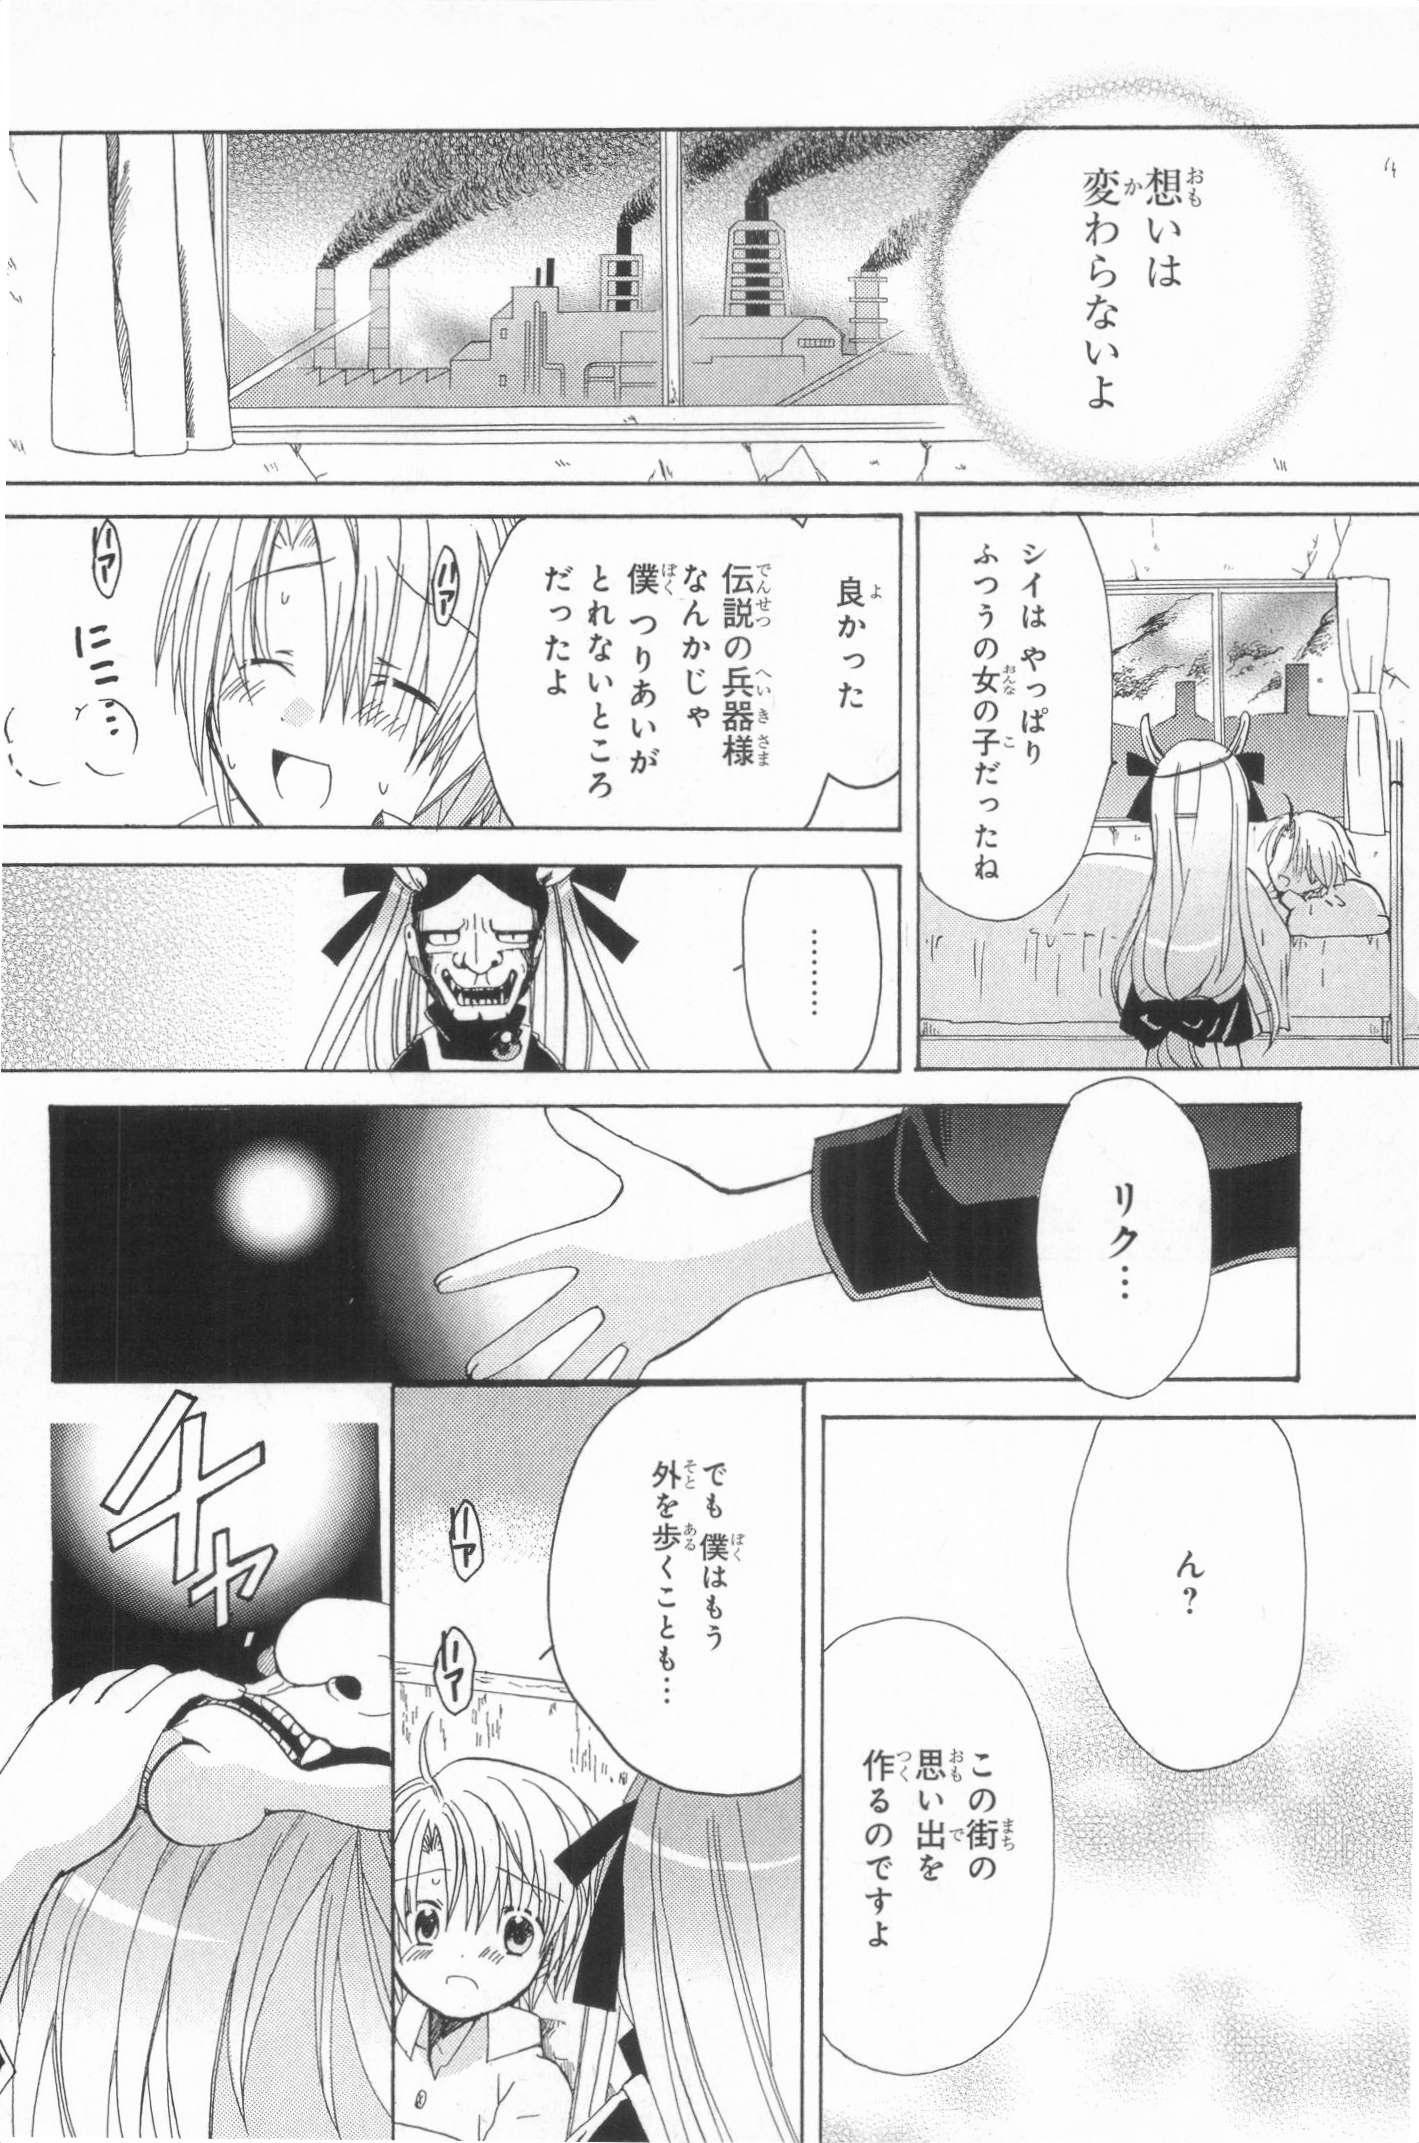 想いは
変わらないよ
シイは やっぱり
ふつうの女の子だったね
良かった
伝説の兵器様
なんかじゃ
僕 つりあいが
とれないところ
だったよ
ハァ
ハァ
にこ…
………
リク…
ん?
この街の
思い出を
作るのですよ
でも 僕はもう
外を歩くことも…
ハァ
ハァ
チャ